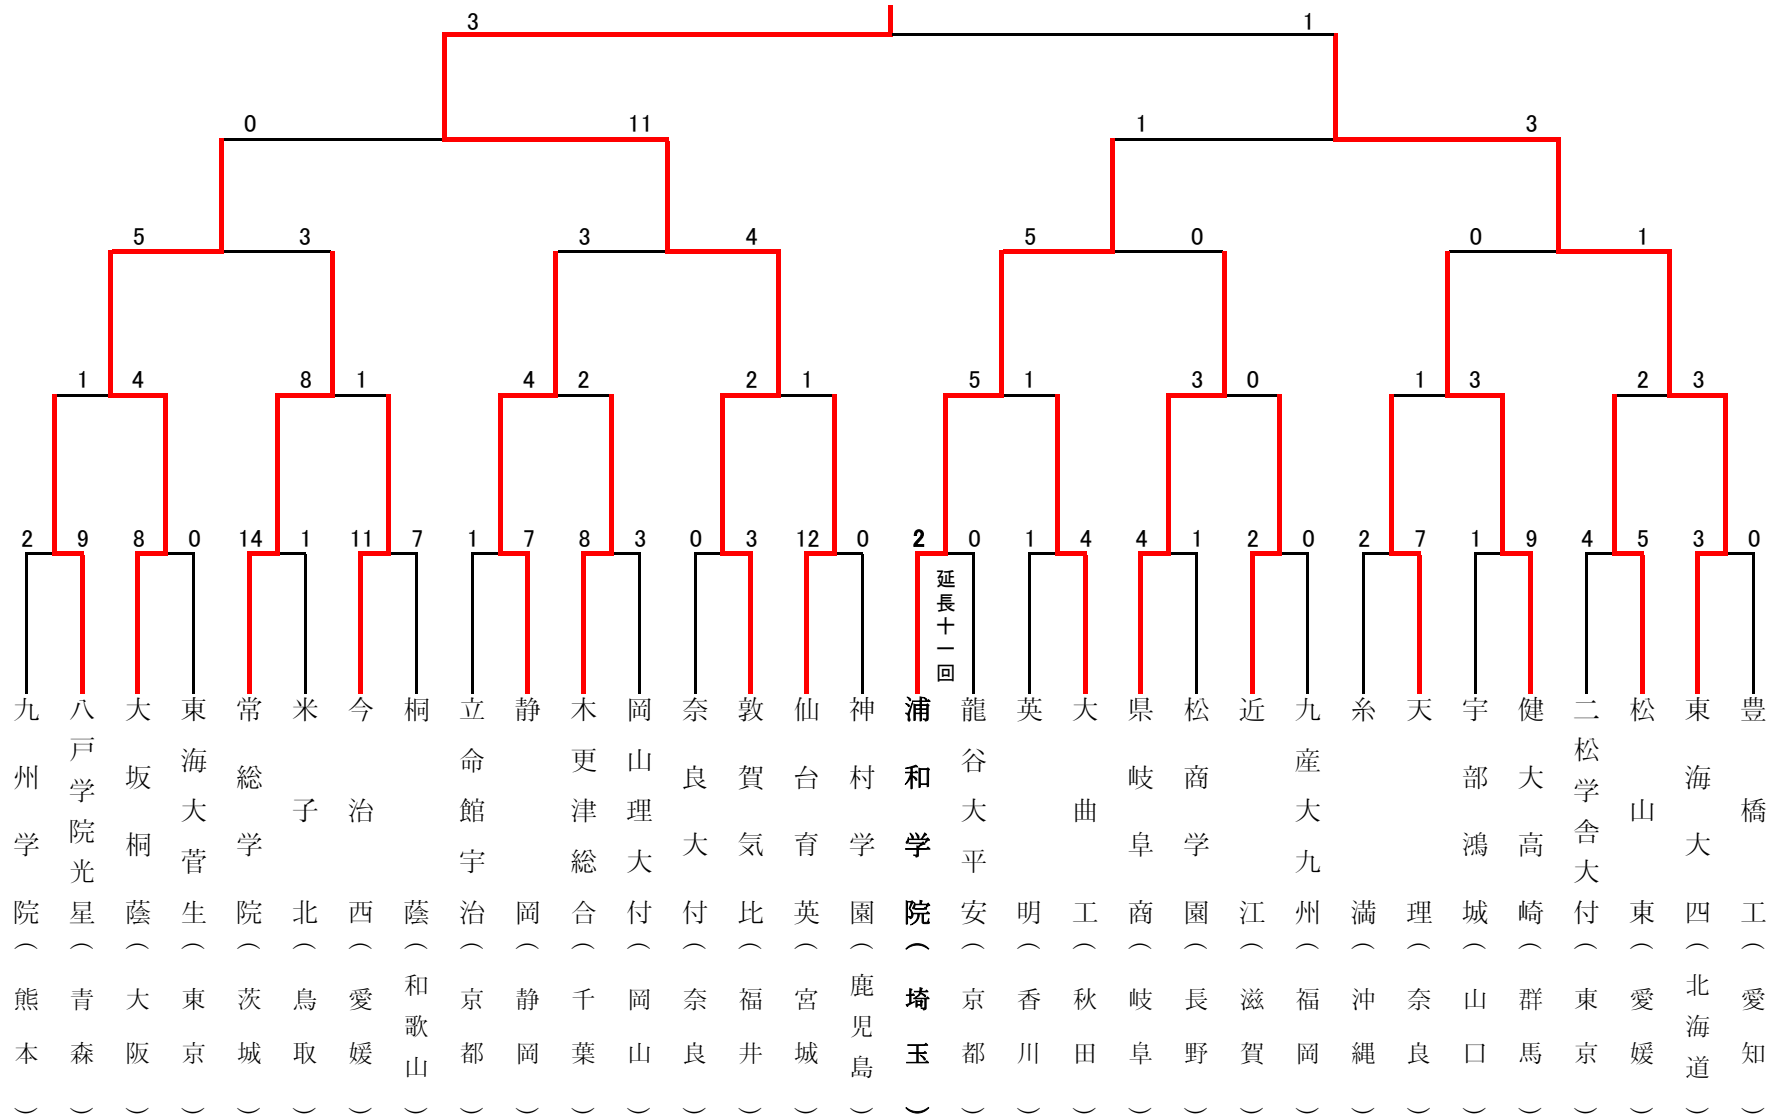 3 1
0 11 1 3
5 3 3 4 5 0 0 1
1 4 8 1 4 2 2 1 5 1 3 0 1 3 2 3
2 9 8 0 14 1 11 7 1 7 8 3 0 3 12 0 2 0 1 4 4 1 2 0 2 7 1 9 4 5 3 0
延長十一回
九州学院(熊本)
八戸学院光星(青森)
大坂桐蔭(大阪)
東海大菅生(東京)
常総学院(茨城)
米子北(鳥取)
今治西(愛媛)
桐蔭(和歌山)
立命館宇治(京都)
静岡(静岡)
木更津総合(千葉)
岡山理大付(岡山)
奈良大付(奈良)
敦賀気比(福井)
仙台育英(宮城)
神村学園(鹿児島)
浦和学院(埼玉)
龍谷大平安(京都)
英明(香川)
大曲工(秋田)
県岐阜商(岐阜)
松商学園(長野)
近江(滋賀)
九産大九州(福岡)
糸満(沖縄)
天理(奈良)
宇部鴻城(山口)
健大高崎(群馬)
二松学舎大付(東京)
松山東(愛媛)
東海大四(北海道)
豊橋工(愛知)